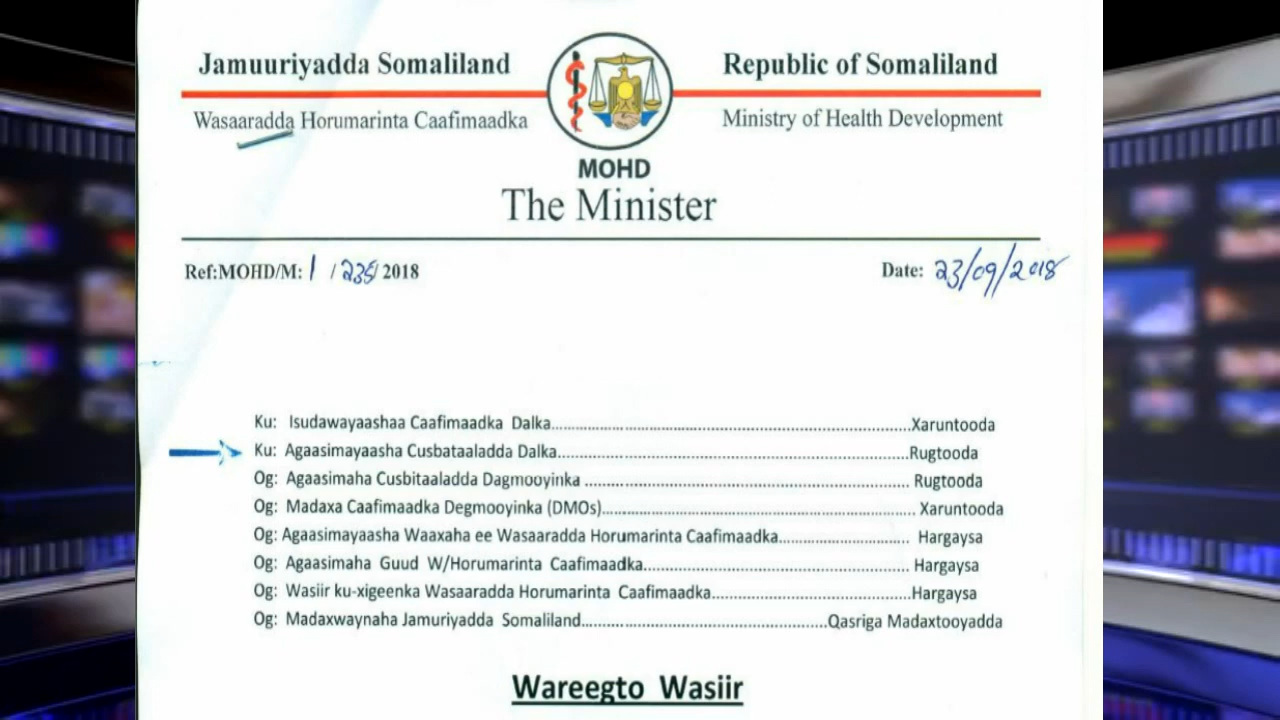 Jamuuriyadda Somaliland
Republic of Somaliland
Wasaaradda Horumarinta Caafimaadka
Ministry of Health Development
MOHD
The Minister
Ref:MOHD/M: 1 /235/ 2018
Date: 23/09/2018
Ku: Isudawayaashaa Caafimaadka Dalka..........Xaruntooda
Ku: Agaasimayaasha Cusbataaladda Dalka..........Rugtooda
Og: Agaasimaha Cusbitaaladda Dagmooyinka .......... Rugtooda
Og: Madaxa Caafimaadka Degmooyinka (DMOs).......... Xaruntooda
Og: Agaasimayaasha Waaxaha ee Wasaaradda Horumarinta Caafimaadka.......... Hargaysa
Og: Agaasimaha Guud W/Horumarinta Caafimaadka.......... Hargaysa
Og: Wasiir ku-xigeenka Wasaaradda Horumarinta Caafimaadka..........Hargaysa
Og: Madaxwaynaha Jamuriyadda Somaliland..........Qasriga Madaxtooyadda
Wareegto Wasiir